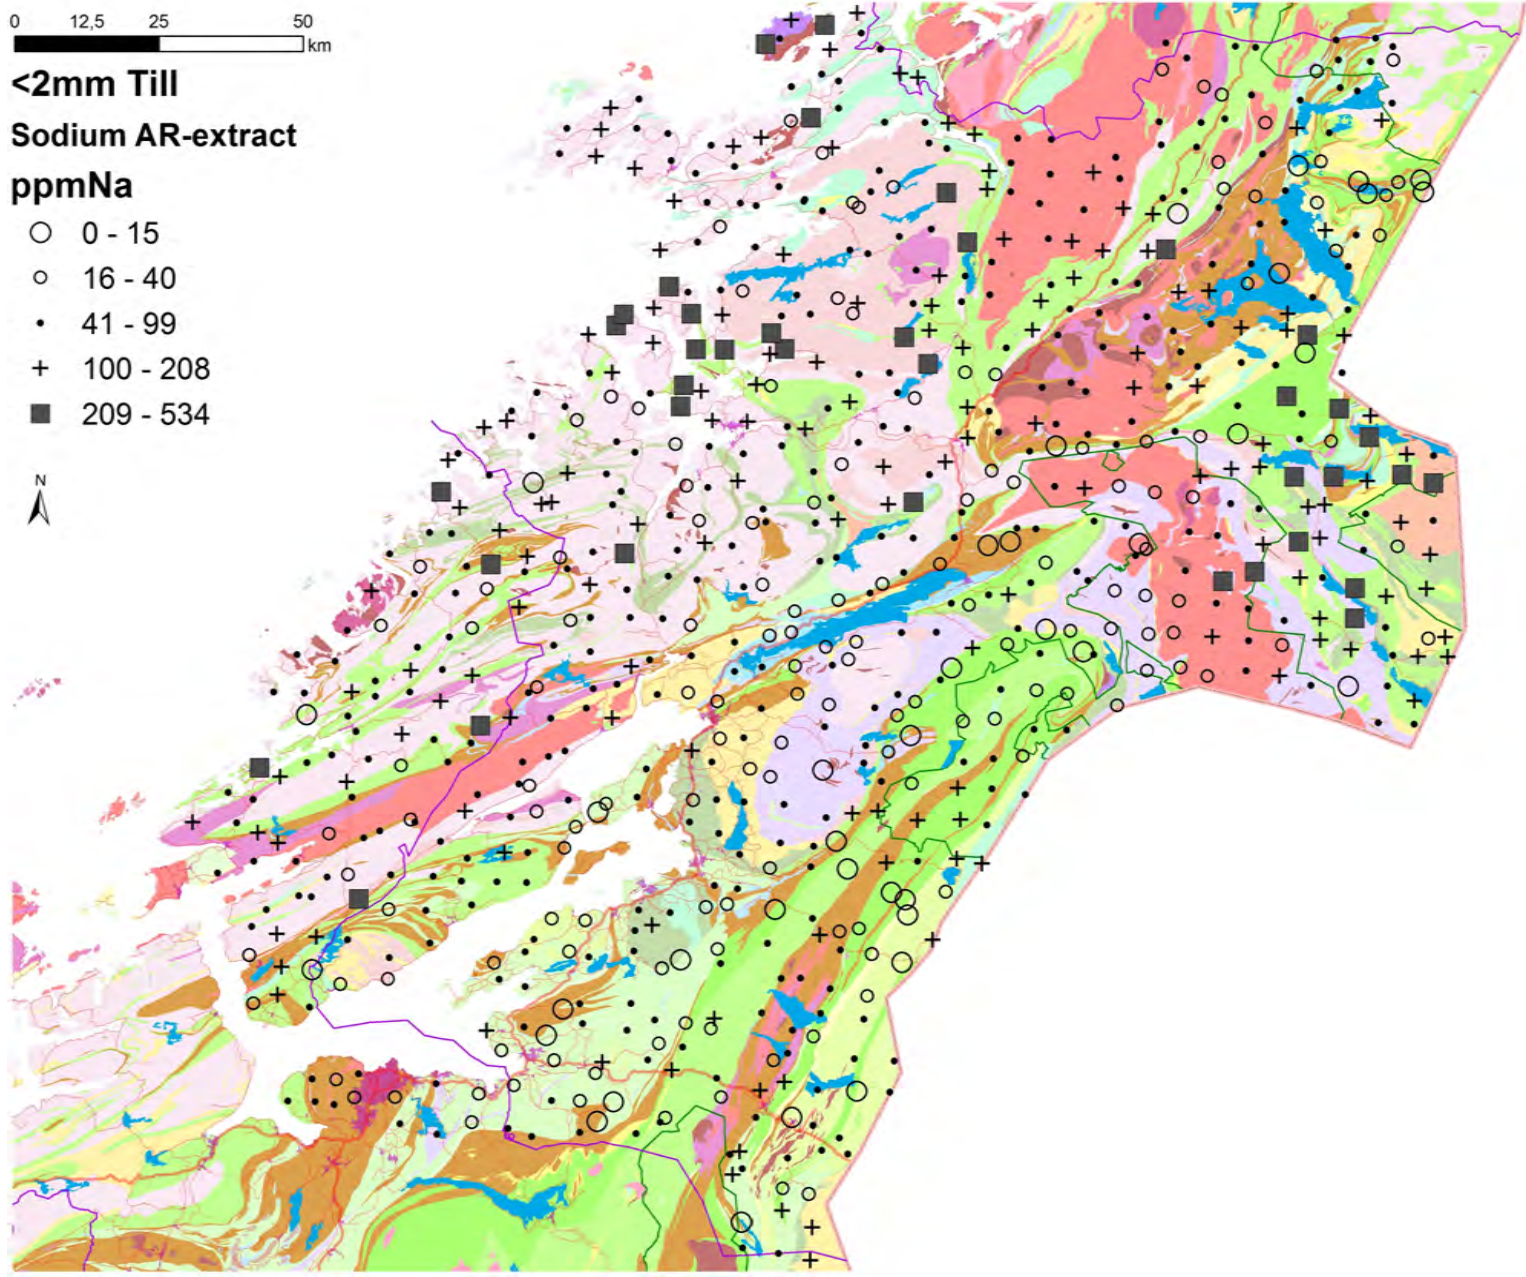 0 12,5 25 50
km
<2mm Till
Sodium AR-extract
ppmNa
0 - 15
16 - 40
41 - 99
100 - 208
209 - 534
N